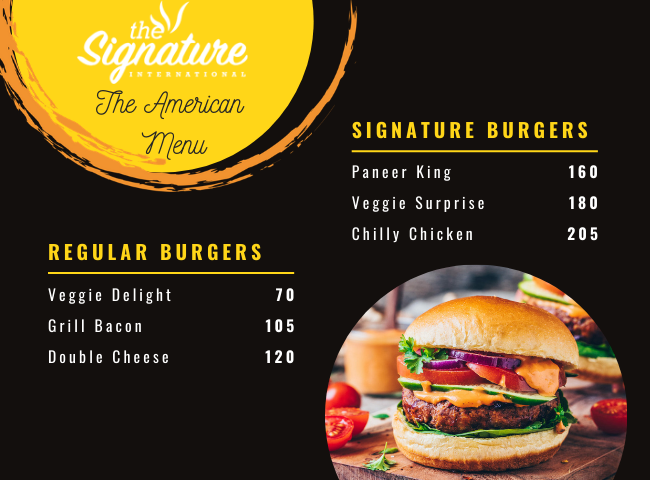 the
Signature
INTERNATIONAL
The American
Menu
REGULAR BURGERS
Veggie Delight 70
Grill Bacon 105
Double Cheese 120
SIGNATURE BURGERS
Paneer King 160
Veggie Surprise 180
Chilly Chicken 205